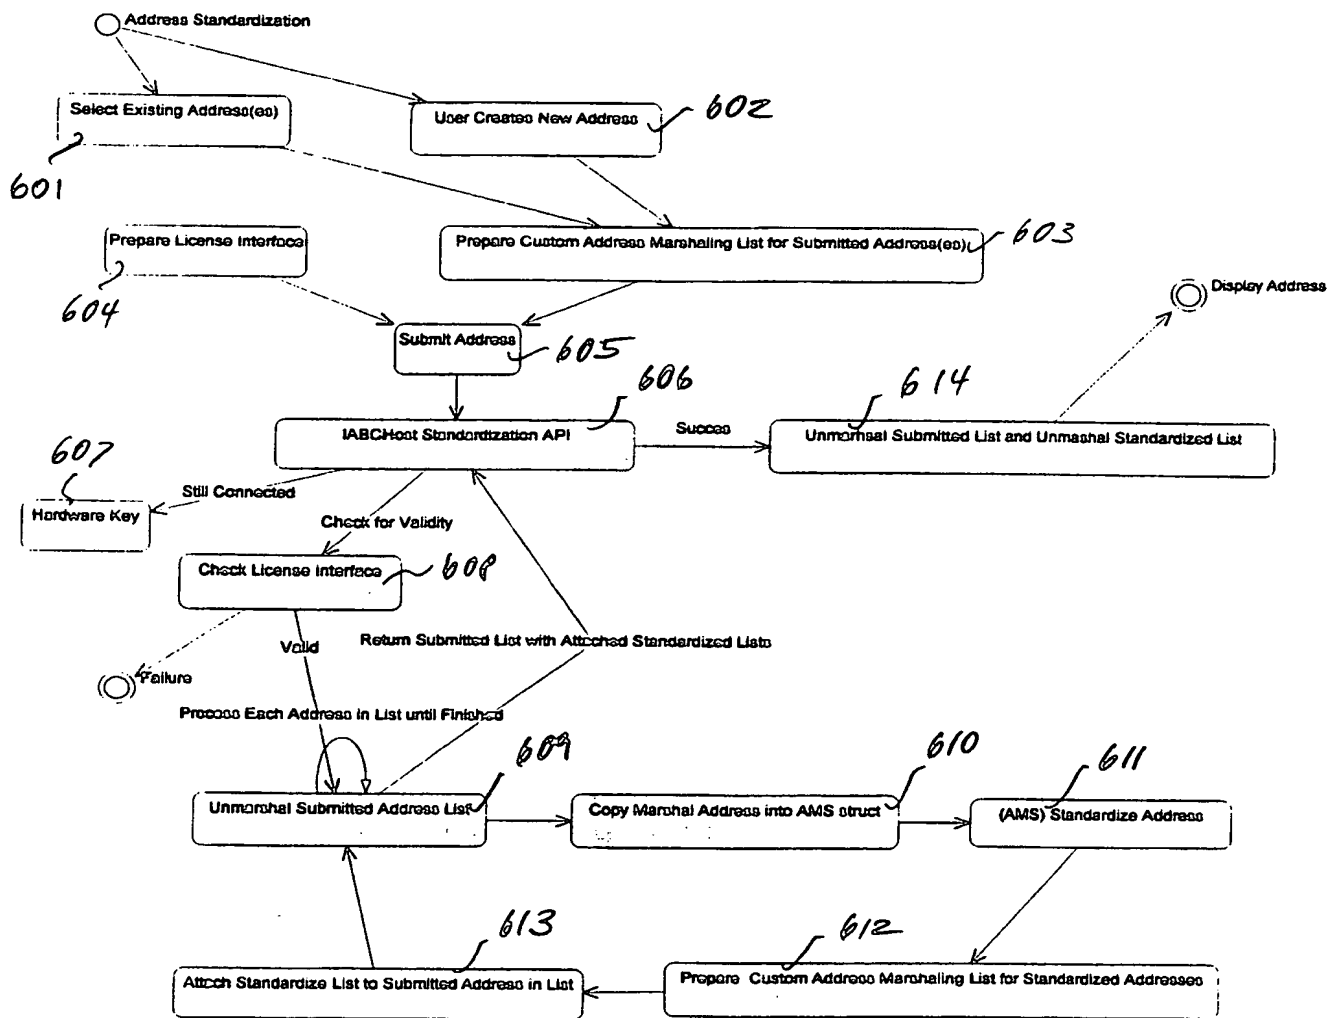 Address Standardization
Select Existing Address(es)
User Creates New Address
602
601
Prepare License Interface
Prepare Custom Address Marshaling List for Submitted Address(es)
603
604
Display Address
Submit Address
605
606
614
IABCHost Standardization API
Succes
Unmarhsal Submitted List and Unmashal Standardized List
607
Still Connected
Hardware Key
Check for Validity
Check License Interface
608
Valid
Return Submitted List with Attached Standardized Lists
Failure
Process Each Address in List until Finished
609
610
611
Unmarshal Submitted Address List
Copy Marshal Address into AMS struct
(AMS) Standardize Address
613
612
Attach Standardize List to Submitted Address in List
Prepare Custom Address Marshaling List for Standardized Addresses